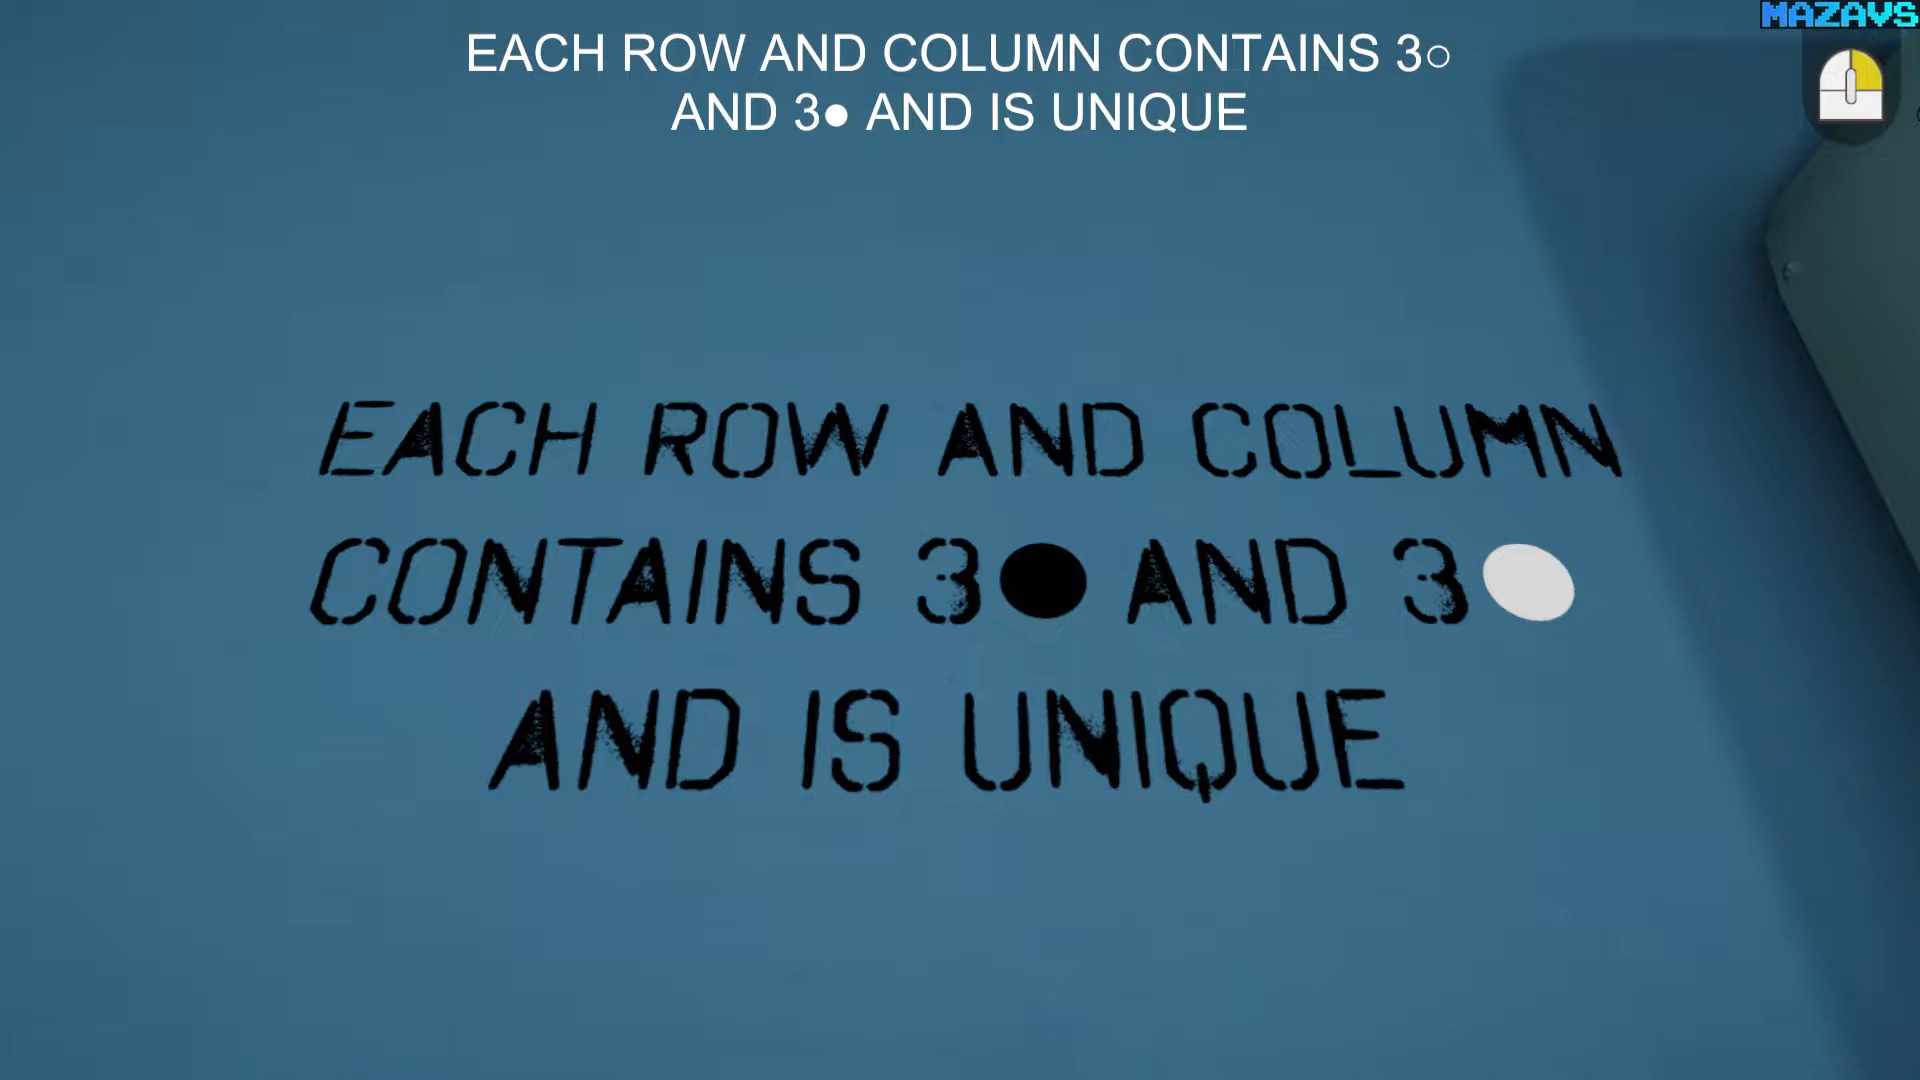 MAZAVS
EACH ROW AND COLUMN CONTAINS 3○
AND 3● AND IS UNIQUE
EACH ROW AND COLUMN
CONTAINS 3● AND 3○
AND IS UNIQUE